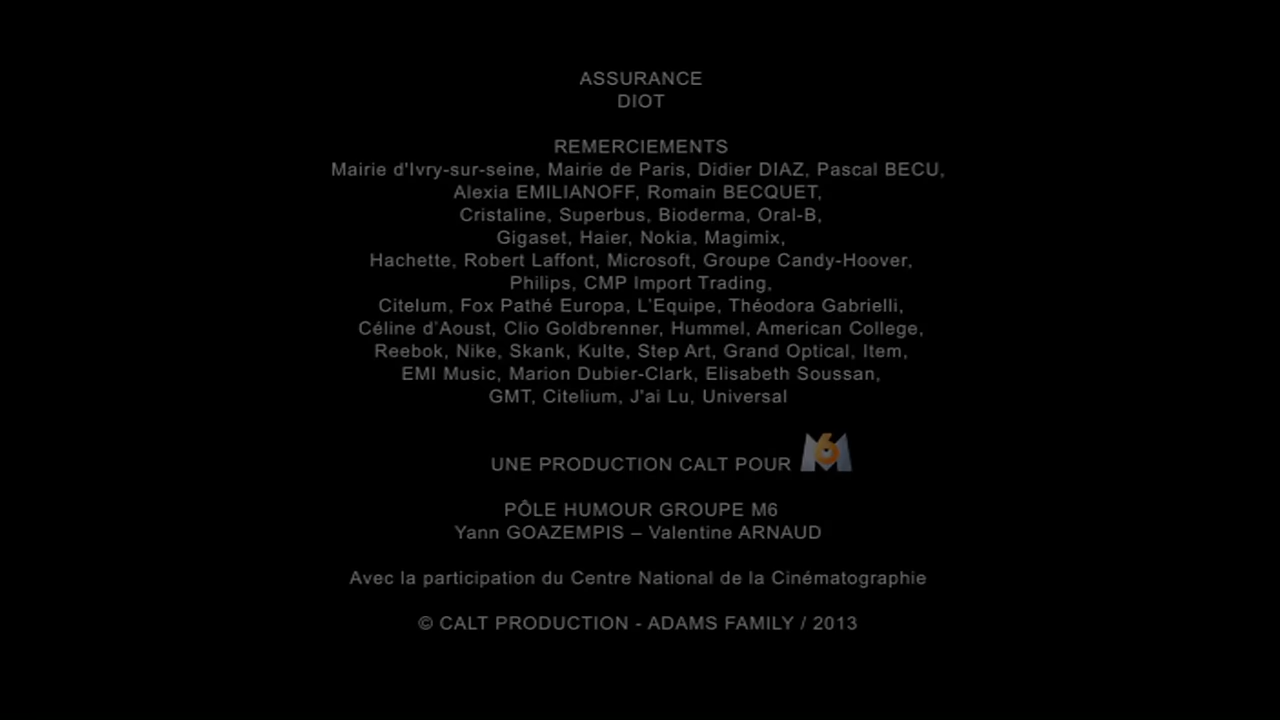 ASSURANCE
DIOT
REMERCIEMENTS
Mairie d'Ivry-sur-seine, Mairie de Paris, Didier DIAZ, Pascal BECU,
Alexia EMILIANOFF, Romain BECQUET,
Cristaline, Superbus, Bioderma, Oral-B,
Gigaset, Haier, Nokia, Magimix,
Hachette, Robert Laffont, Microsoft, Groupe Candy-Hoover,
Philips, CMP Import Trading,
Citelum, Fox Pathé Europa, L'Equipe, Théodora Gabrielli,
Céline d'Aoust, Clio Goldbrenner, Hummel, American College,
Reebok, Nike, Skank, Kulte, Step Art, Grand Optical, Item,
EMI Music, Marion Dubier-Clark, Elisabeth Soussan,
GMT, Citelium, J'ai Lu, Universal
UNE PRODUCTION CALT POUR M6
PÔLE HUMOUR GROUPE M6
Yann GOAZEMPIS – Valentine ARNAUD
Avec la participation du Centre National de la Cinématographie
© CALT PRODUCTION - ADAMS FAMILY / 2013